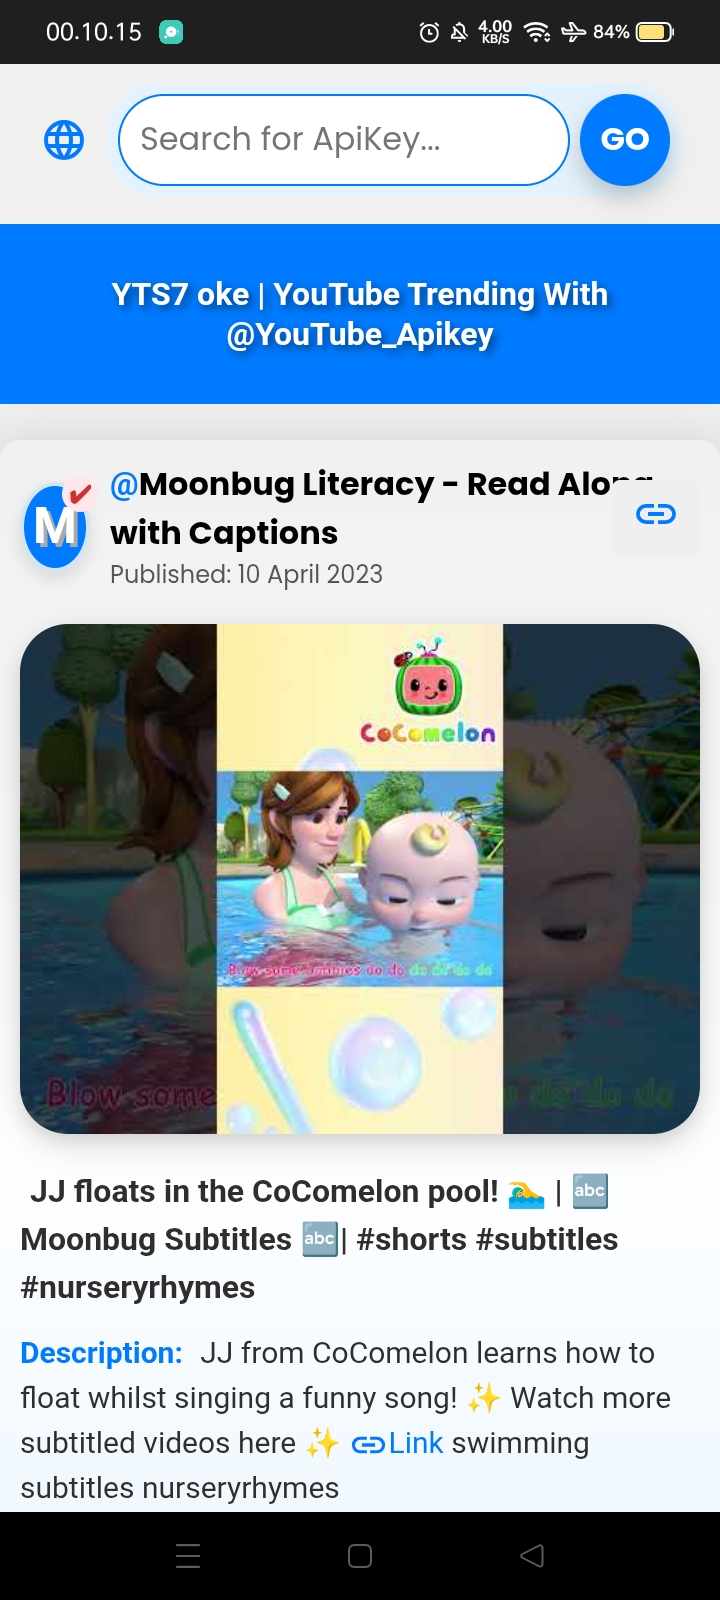 00.10.15
4.00
KB/S
84%
Search for ApiKey...
GO
YTS7 oke | YouTube Trending With
@YouTube_Apikey
M
@Moonbug Literacy - Read Along
with Captions
Published: 10 April 2023
CoComelon
Blow some bubbles do do do do do do
Blow some
do do do
JJ floats in the CoComelon pool! 🏊 | 🔤
Moonbug Subtitles 🔤| #shorts #subtitles
#nurseryrhymes
Description: JJ from CoComelon learns how to
float whilst singing a funny song! ✨ Watch more
subtitled videos here ✨ Link swimming
subtitles nurseryrhymes